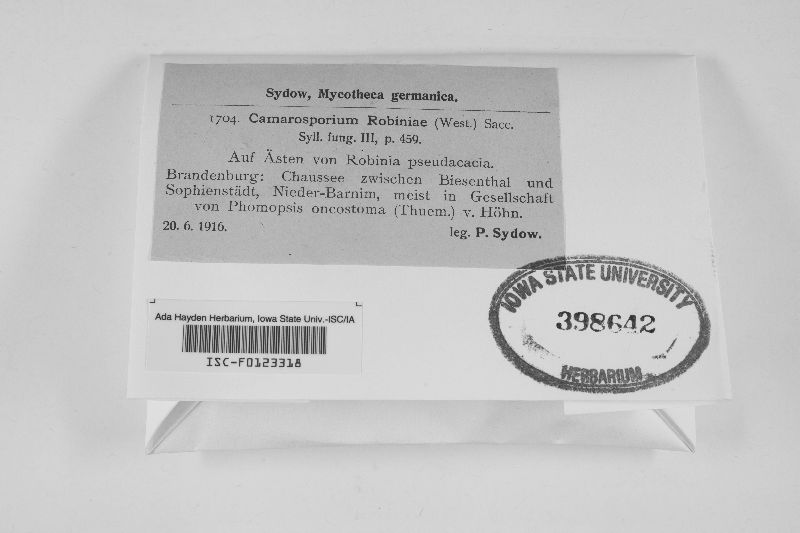 Sydow, Mycotheca germanica.
1704. Camarosporium Robiniae (West.) Sacc.
Syll. fung. III, p. 459.
Auf Ästen von Robinia pseudacacia.
Brandenburg: Chaussee zwischen Biesenthal und
Sophienstädt, Nieder-Barnim, meist in Gesellschaft
von Phomopsis oncostoma (Thuem.) v. Höhn.
20. 6. 1916.
leg. P. Sydow.
Ada Hayden Herbarium, Iowa State Univ.-ISC/IA
ISC-F0123318
IOWA STATE UNIVERSITY
398642
HERBARIUM